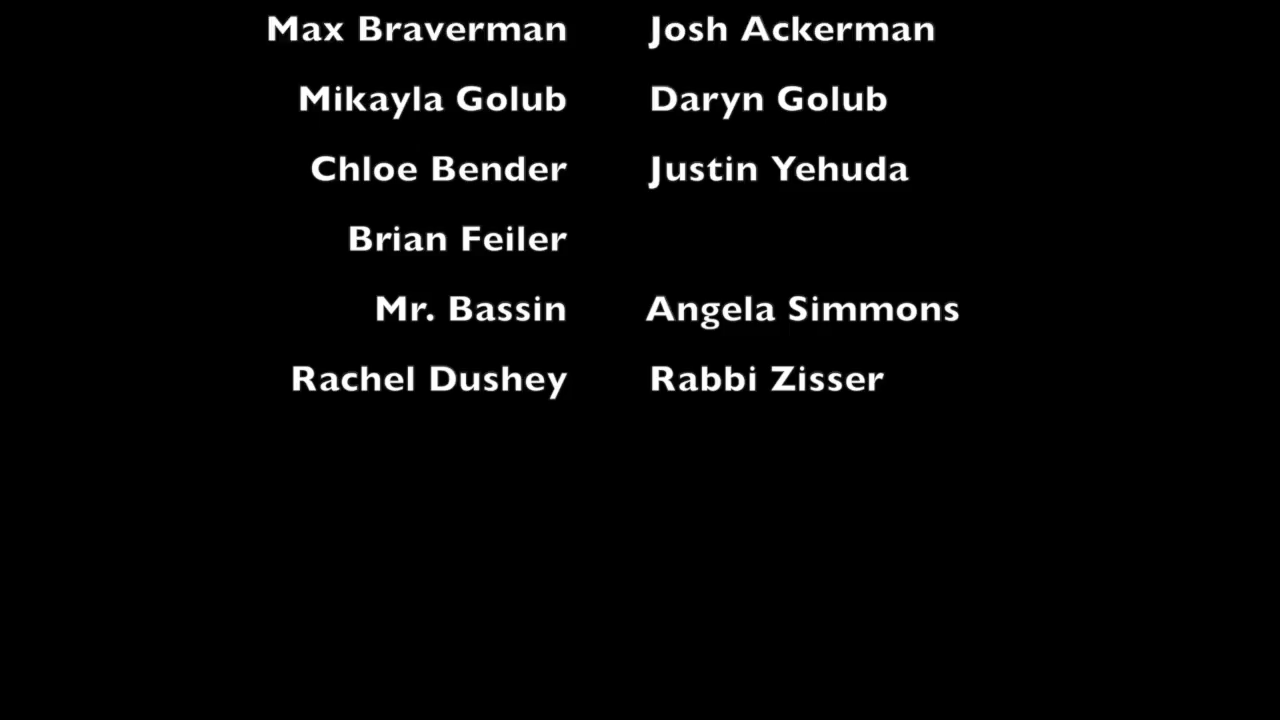 Max Braverman Josh Ackerman
Mikayla Golub Daryn Golub
Chloe Bender Justin Yehuda
Brian Feiler
Mr. Bassin Angela Simmons
Rachel Dushey Rabbi Zisser